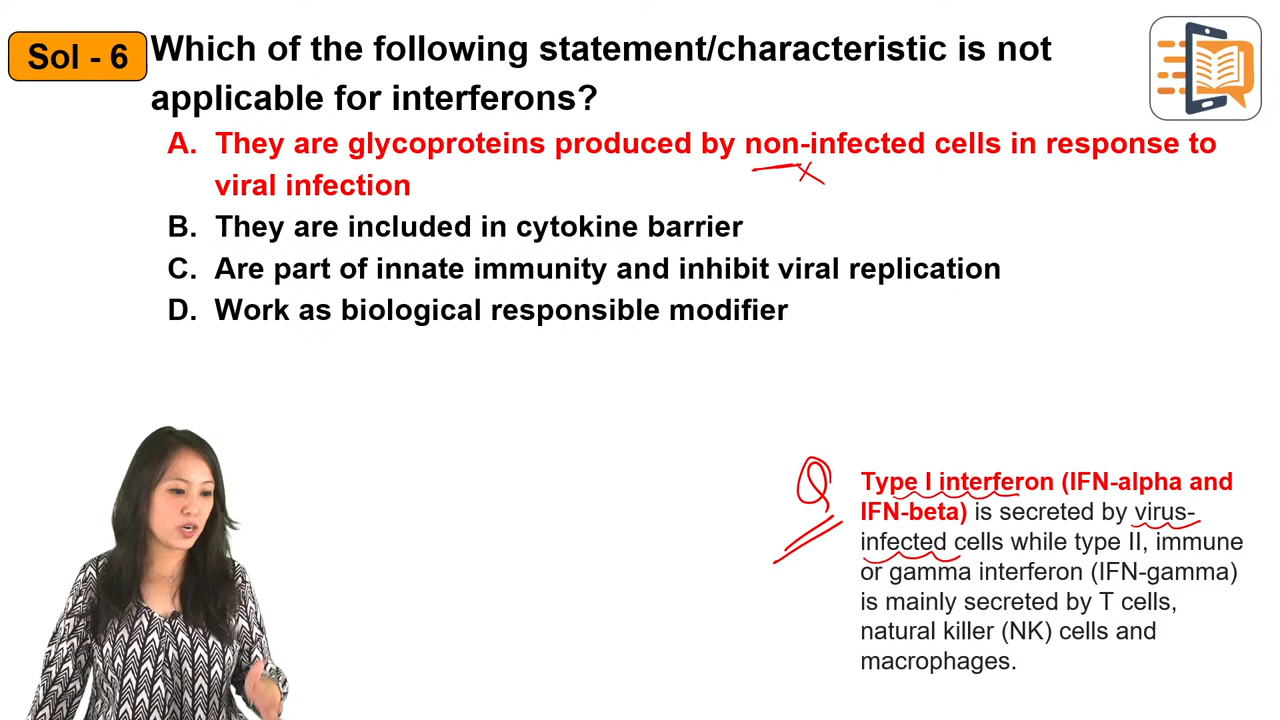 Sol - 6
Which of the following statement/characteristic is not
applicable for interferons?
A. They are glycoproteins produced by non-infected cells in response to
viral infection
B. They are included in cytokine barrier
C. Are part of innate immunity and inhibit viral replication
D. Work as biological responsible modifier
Q
Type I interferon (IFN-alpha and
IFN-beta) is secreted by virus-
infected cells while type II, immune
or gamma interferon (IFN-gamma)
is mainly secreted by T cells,
natural killer (NK) cells and
macrophages.